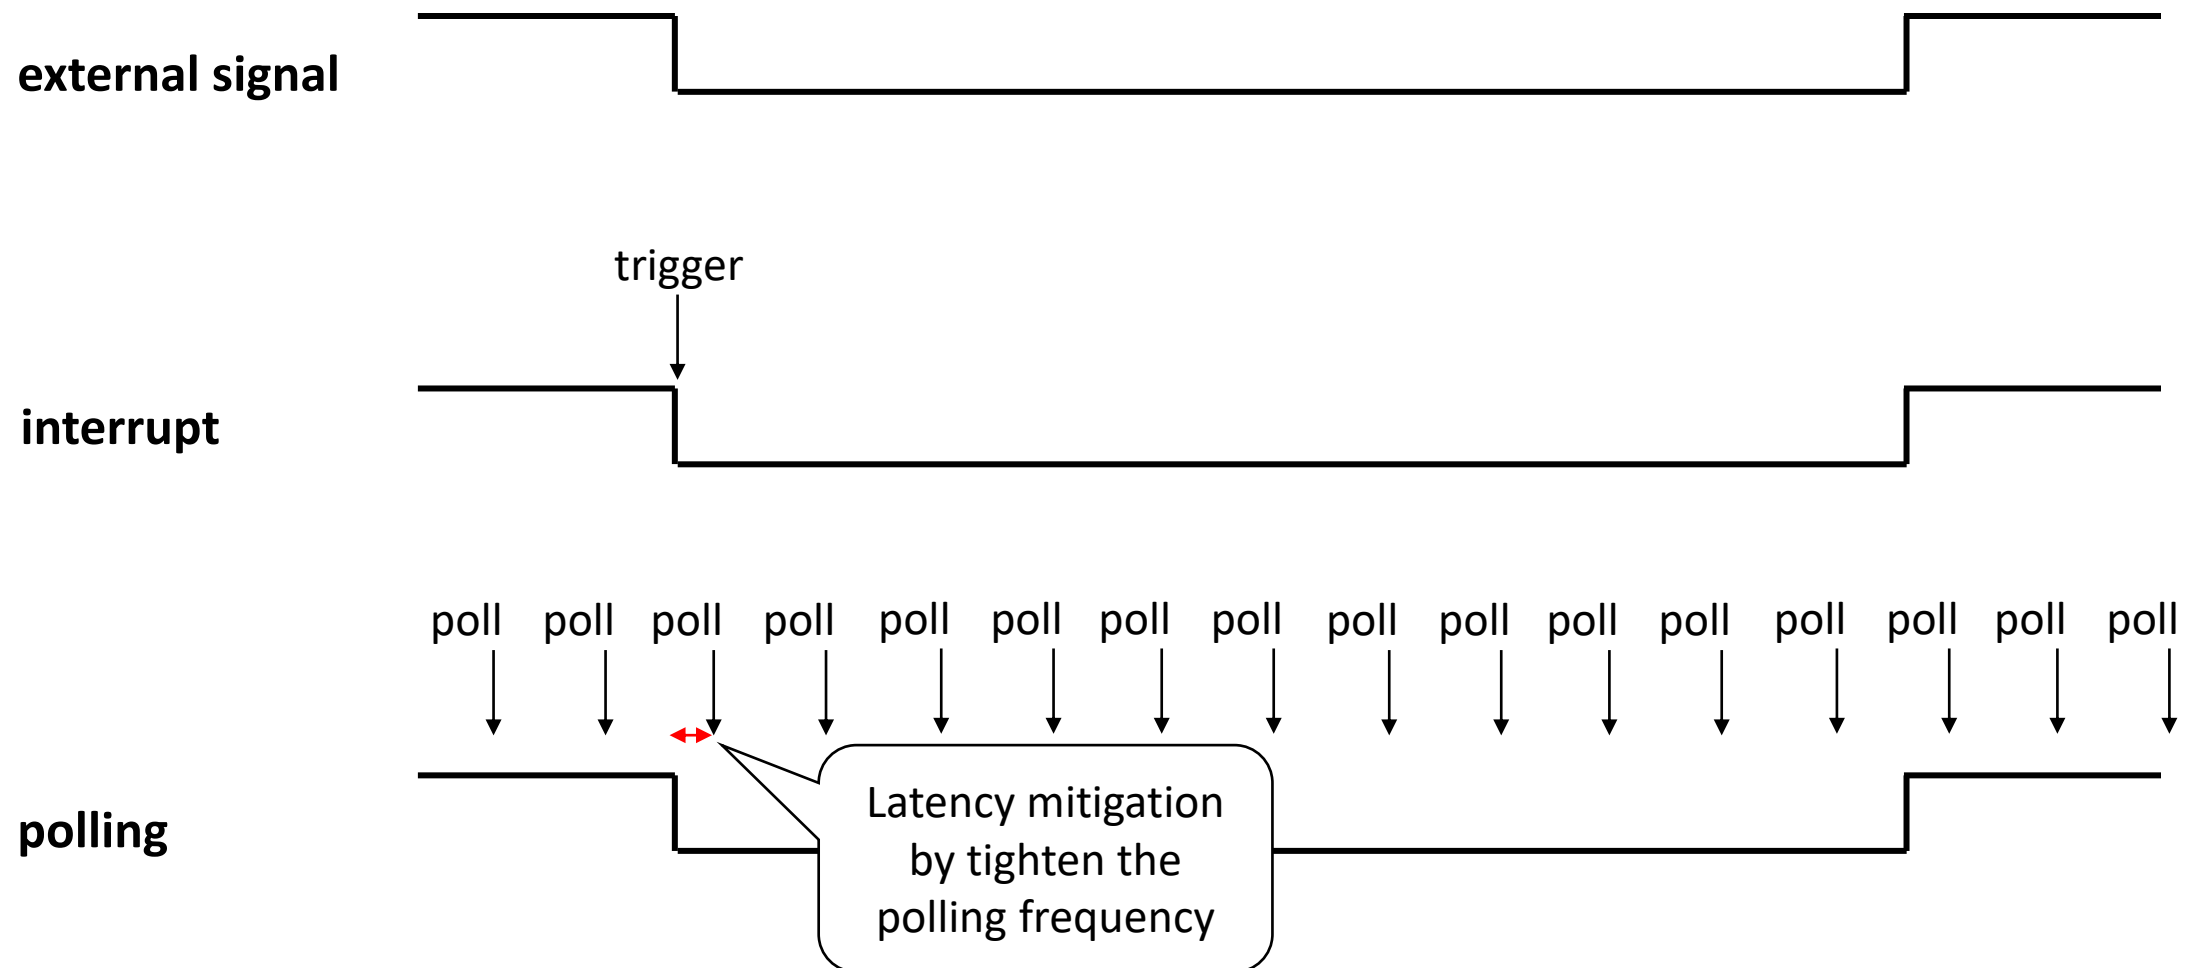 external signal
trigger
interrupt
poll poll poll poll poll poll poll poll poll poll poll poll poll poll poll poll
polling
Latency mitigation
by tighten the
polling frequency